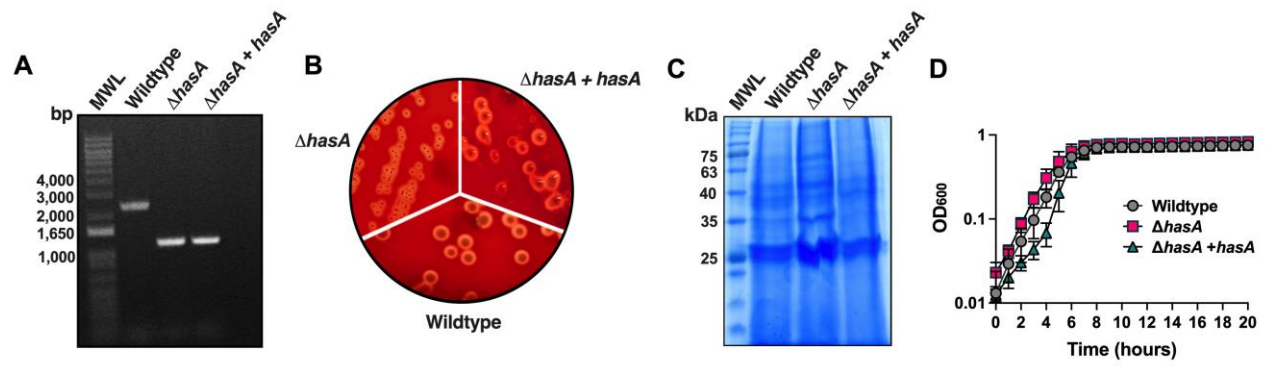 A
bp
MWL
Wildtype
ΔhasA
ΔhasA + hasA
4,000
3,000
2,000
1,650
1,000
B
ΔhasA
ΔhasA + hasA
Wildtype
C
kDa
MWL
Wildtype
ΔhasA
ΔhasA + hasA
75
63
40
35
25
D
OD600
1
0.1
0.01
Wildtype
ΔhasA
ΔhasA +hasA
0 2 4 6 8 10 12 14 16 18 20
Time (hours)